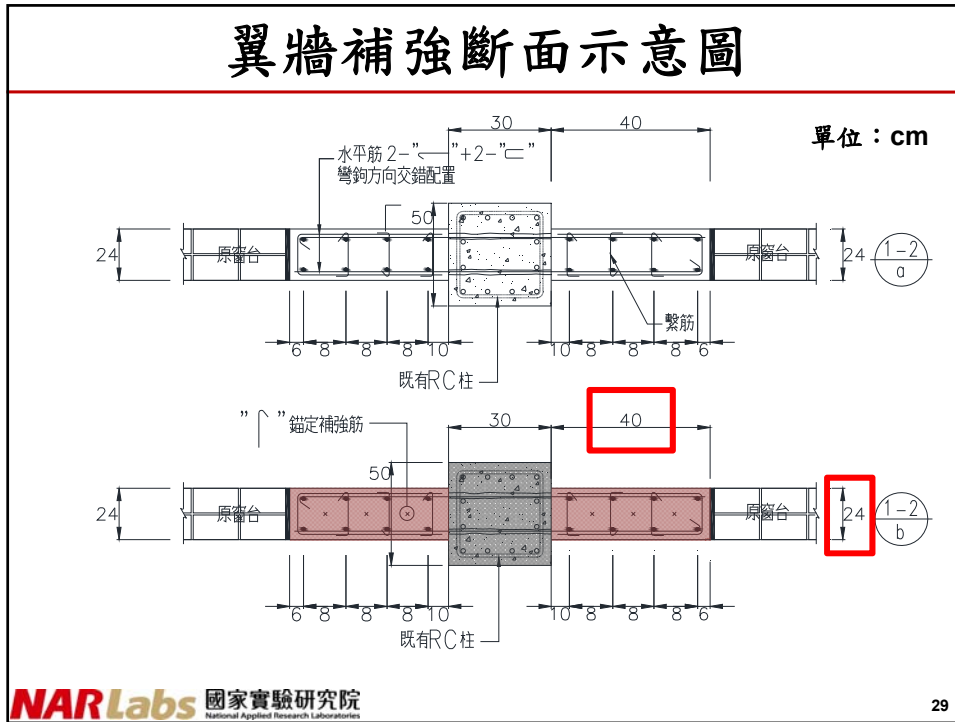 翼牆補強斷面示意圖
單位：cm
30 40
水平筋 2-" "+2-" "
彎鉤方向交錯配置
50
24 原窗台 原窗台 24 1-2
a
繫筋
6 8 8 8 10 10 8 8 8 6
既有RC柱
" " 錨定補強筋
30 40
50
24 原窗台 原窗台 24 1-2
b
6 8 8 8 10 10 8 8 8 6
既有RC柱
NARLabs 國家實驗研究院
National Applied Research Laboratories
29